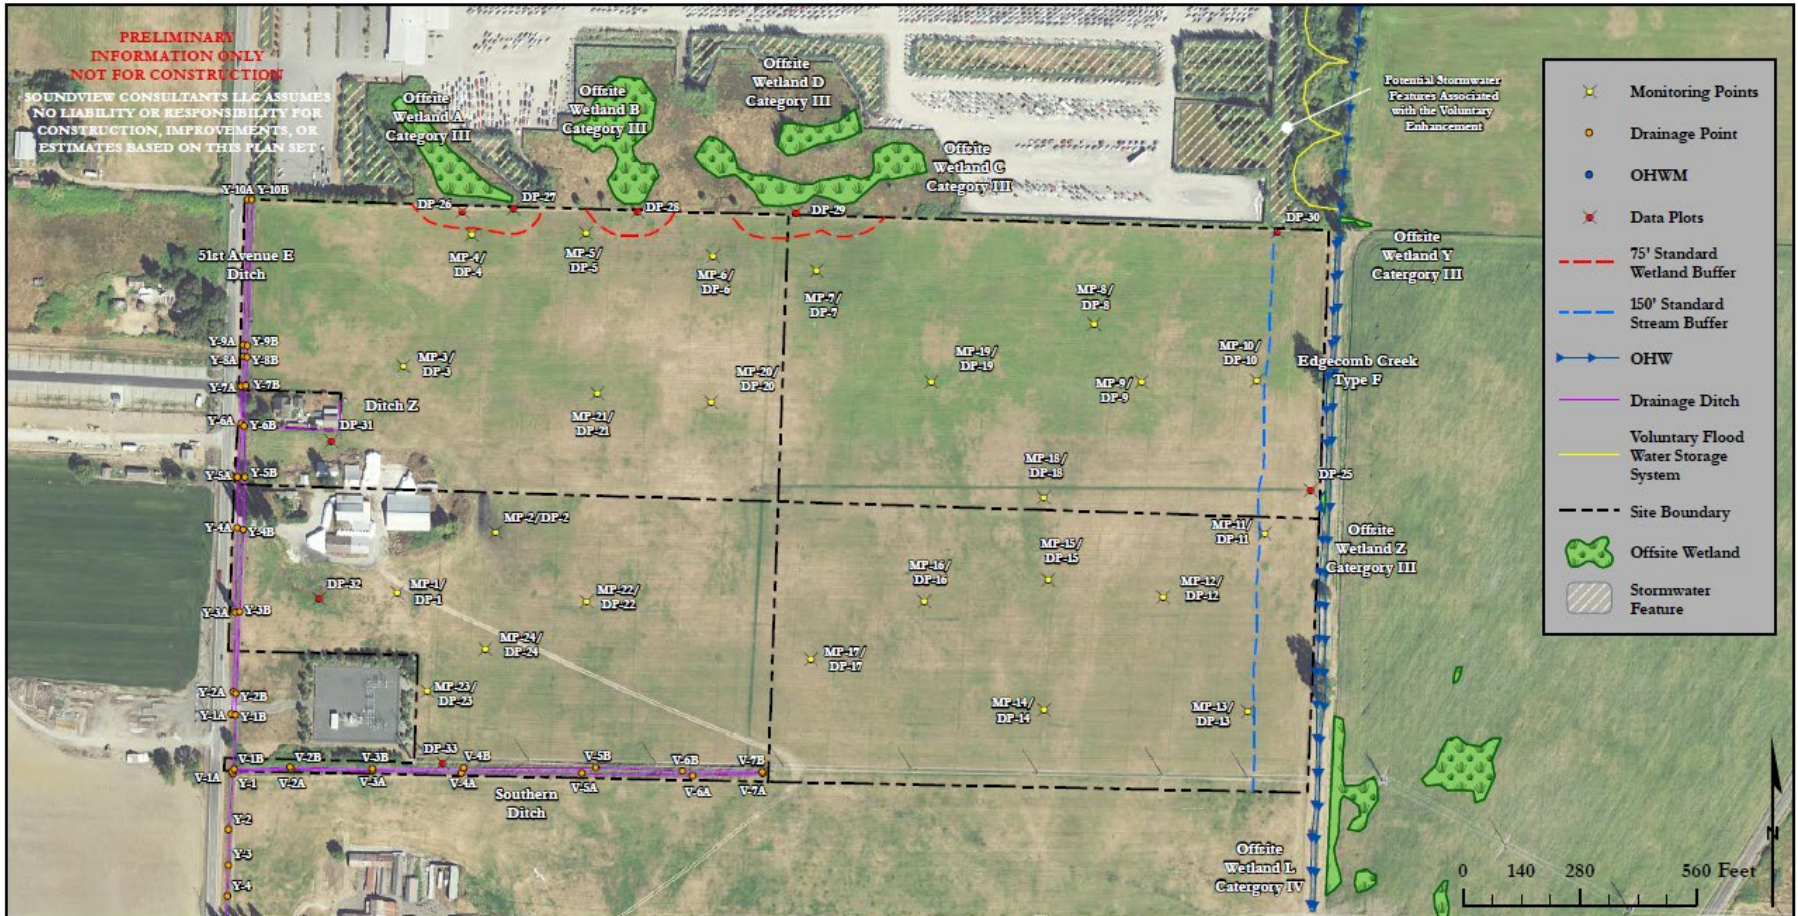 PRELIMINARY
INFORMATION ONLY
NOT FOR CONSTRUCTION
SOUNDVIEW CONSULTANTS LLC ASSUMES
NO LIABILITY OR RESPONSIBILITY FOR
CONSTRUCTION, IMPROVEMENTS, OR
ESTIMATES BASED ON THIS PLAN SET
Offsite
Wetland A
Category III
Offsite
Wetland B
Category III
Offsite
Wetland D
Category III
Offsite
Wetland C
Category III
Potential Stormwater
Features Associated
with the Voluntary
Enhancement
Y-10A Y-10B
DP-26
DP-27
DP-28
DP-29
DP-30
51st Avenue E
Ditch
MP-4/
DP-4
MP-5/
DP-5
MP-6/
DP-6
MP-7/
DP-7
MP-8/
DP-8
Offsite
Wetland Y
Catergory III
Y-9A Y-9B
Y-8A Y-8B
Y-7A Y-7B
MP-3/
DP-3
MP-20/
DP-20
MP-19/
DP-19
MP-9/
DP-9
MP-10/
DP-10
Edgecomb Creek
Type F
Ditch Z
MP-21/
DP-21
Y-6A Y-6B
DP-31
Y-5A Y-5B
MP-18/
DP-18
DP-25
Y-4A Y-4B
MP-2/DP-2
MP-11/
DP-11
MP-15/
DP-15
Offsite
Wetland Z
Catergory III
DP-32
MP-1/
DP-1
MP-22/
DP-22
MP-16/
DP-16
MP-12/
DP-12
Y-3A Y-3B
MP-24/
DP-24
MP-17/
DP-17
Y-2A Y-2B
MP-23/
DP-23
MP-14/
DP-14
MP-13/
DP-13
Y-1A Y-1B
V-1B V-2B V-3B DP-33 V-4B V-5B V-6B V-7B
V-1A Y-1 V-2A V-3A V-4A V-5A V-6A V-7A
Southern
Ditch
Y-2
Y-3
Y-4
Offsite
Wetland L
Catergory IV
Monitoring Points
Drainage Point
OHWM
Data Plots
75' Standard
Wetland Buffer
150' Standard
Stream Buffer
OHW
Drainage Ditch
Voluntary Flood
Water Storage
System
Site Boundary
Offsite Wetland
Stormwater
Feature
N
0 140 280 560 Feet